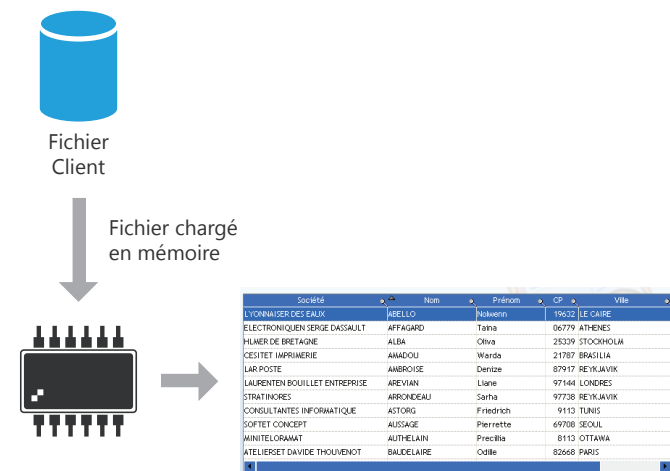 Fichier
Client
Fichier chargé
en mémoire
Société Nom Prénom CP Ville
LYONNAISER DES EAUX ABELLO Nolwenn 19632 LE CAIRE
ELECTRONIQUEN SERGE DASSAULT AFFAGARD Taina 06779 ATHENES
HLMER DE BRETAGNE ALBA Oliva 25339 STOCKHOLM
CESITET IMPRIMERIE AMADOU Warda 21787 BRASILIA
LAR POSTE AMBROISE Denize 87917 REYKJAVIK
LAURENTEN BOUILLET ENTREPRISE AREVIAN Liane 97144 LONDRES
STRATINORES ARRONDEAU Sarha 97738 REYKJAVIK
CONSULTANTES INFORMATIQUE ASTORG Friedrich 9113 TUNIS
SOFTET CONCEPT AUSSAGE Pierrette 69708 SEOUL
MINITELORAMAT AUTHELAIN Precillia 8113 OTTAWA
ATELIERSET DAVIDE THOUVENOT BAUDELAIRE Odille 82668 PARIS